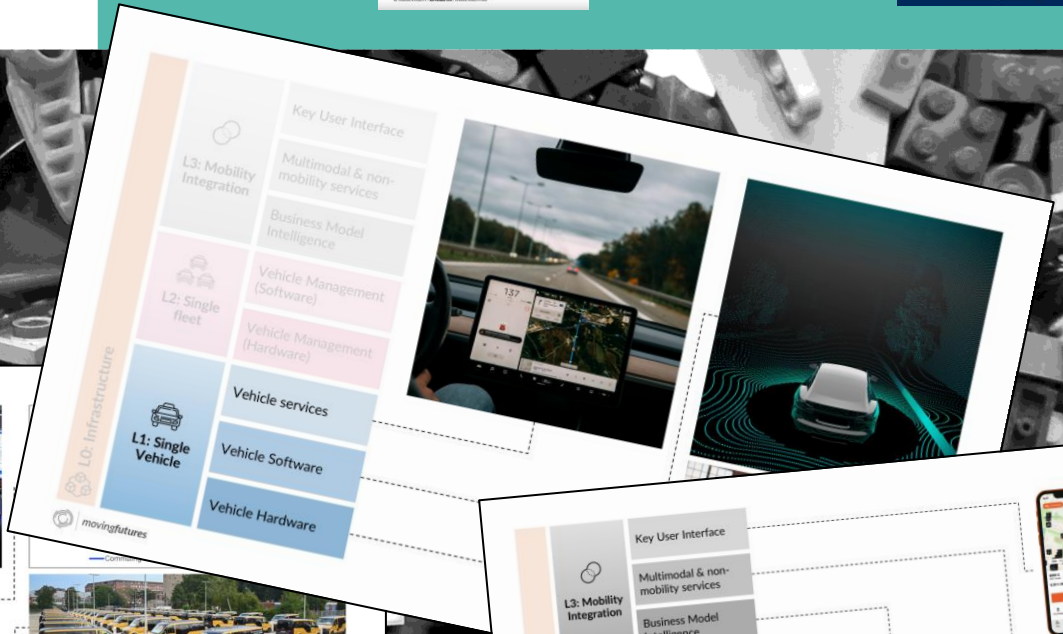 Key User Interface
Multimodal & non-
mobility services
Business Model
Intelligence
L3: Mobility
Integration
Vehicle Management
(Software)
Vehicle Management
(Hardware)
L2: Single
fleet
Vehicle services
Vehicle Software
Vehicle Hardware
L1: Single
Vehicle
L0: Infrastructure
movingfutures
137
Key User Interface
Multimodal & non-
mobility services
Business Model
Intelligence
L3: Mobility
Integration